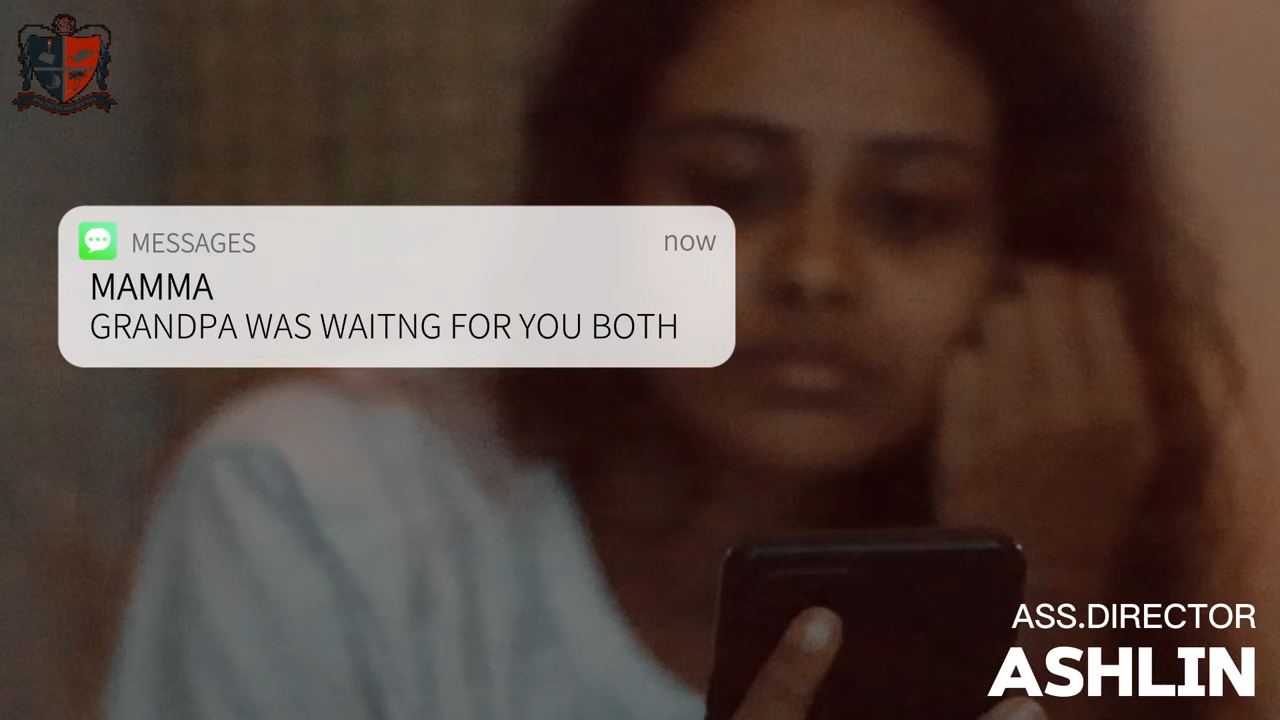 MESSAGES now
MAMMA
GRANDPA WAS WAITNG FOR YOU BOTH
ASS.DIRECTOR
ASHLIN